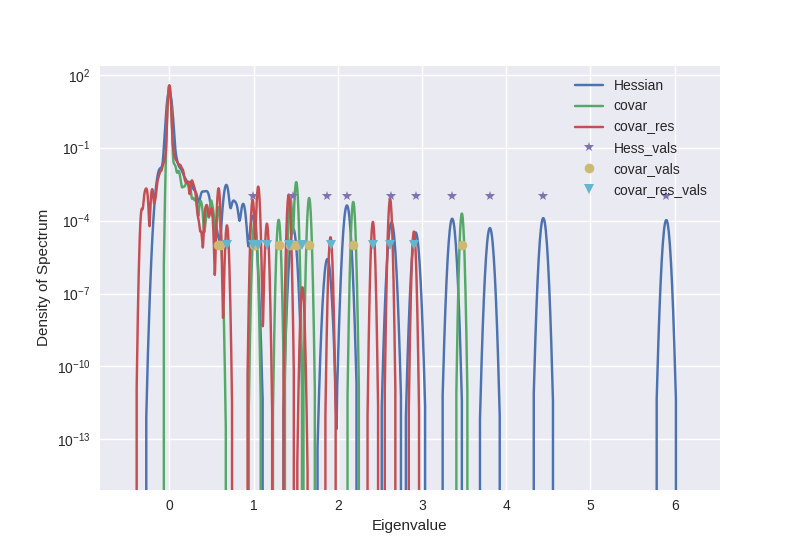 10^2
10^−1
10^−4
10^−7
10^−10
10^−13
Density of Spectrum
Hessian
covar
covar_res
Hess_vals
covar_vals
covar_res_vals
0 1 2 3 4 5 6
Eigenvalue